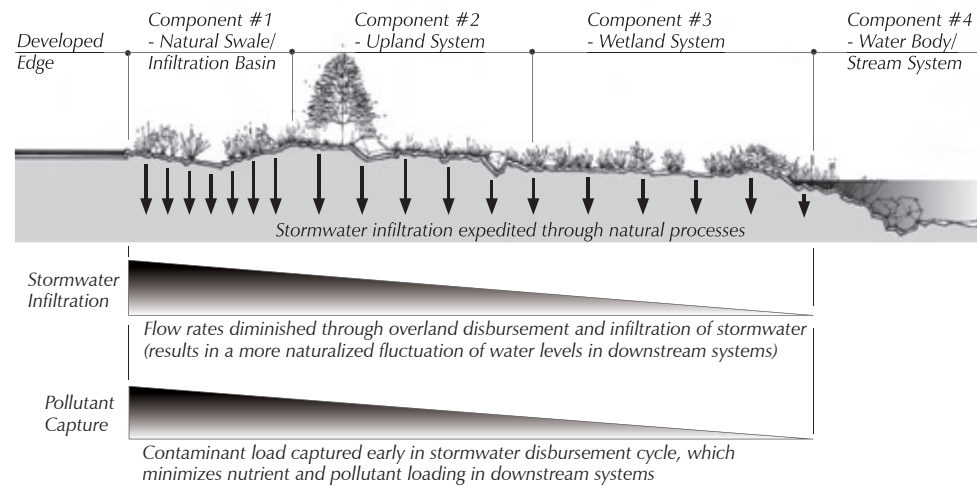 Developed
Edge
Component #1
- Natural Swale/
Infiltration Basin
Component #2
- Upland System
Component #3
- Wetland System
Component #4
- Water Body/
Stream System
Stormwater infiltration expedited through natural processes
Stormwater
Infiltration
Flow rates diminished through overland disbursement and infiltration of stormwater
(results in a more naturalized fluctuation of water levels in downstream systems)
Pollutant
Capture
Contaminant load captured early in stormwater disbursement cycle, which
minimizes nutrient and pollutant loading in downstream systems